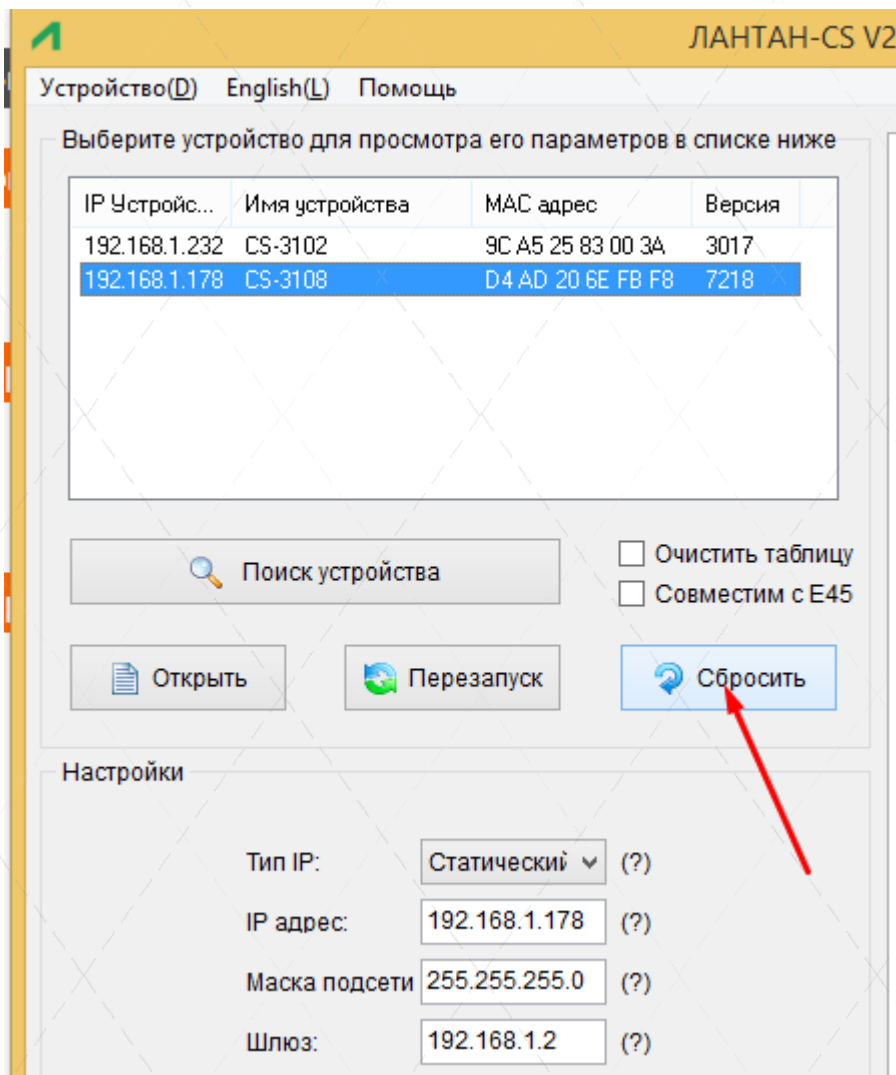 ЛАНТАН-CS V2
Устройство(D) English(L) Помощь
Выберите устройство для просмотра его параметров в списке ниже
IP Устройс... Имя устройства MAC адрес Версия
192.168.1.232 CS-3102 9C A5 25 83 00 3A 3017
192.168.1.178 CS-3108 D4 AD 20 6E FB F8 7218
Поиск устройства
Очистить таблицу
Совместим с E45
Открыть Перезапуск Сбросить
Настройки
Тип IP: Статический (?)
IP адрес: 192.168.1.178 (?)
Маска подсети 255.255.255.0 (?)
Шлюз: 192.168.1.2 (?)